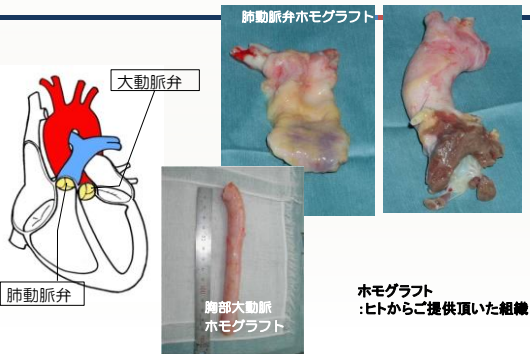 肺動脈弁ホモグラフト
大動脈弁
肺動脈弁
胸部大動脈
ホモグラフト
ホモグラフト
：ヒトからご提供頂いた組織